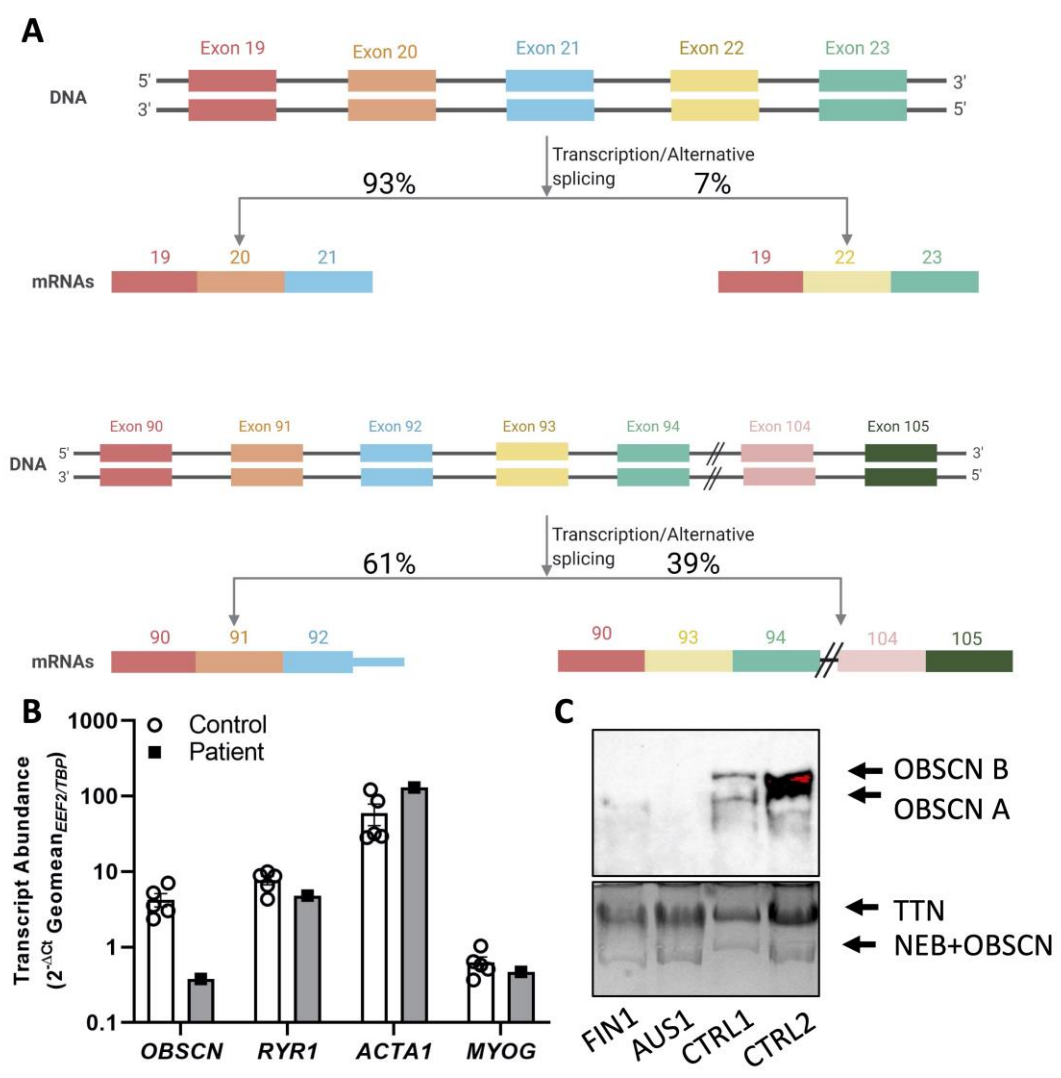 A
Exon 19 Exon 20 Exon 21 Exon 22 Exon 23
5' 3'
DNA
3' 5'
Transcription/Alternative
splicing
93% 7%
19 20 21 19 22 23
mRNAs
Exon 90 Exon 91 Exon 92 Exon 93 Exon 94 Exon 104 Exon 105
5' 3'
DNA
3' 5'
Transcription/Alternative
splicing
61% 39%
90 91 92 90 93 94 104 105
mRNAs
B
Transcript Abundance
(2^-ΔCt Geomean_EEF2/TBP)
1000
100
10
1
0.1
Control
Patient
OBSCN RYR1 ACTA1 MYOG
C
OBSCN B
OBSCN A
TTN
NEB+OBSCN
FIN1 AUS1 CTRL1 CTRL2